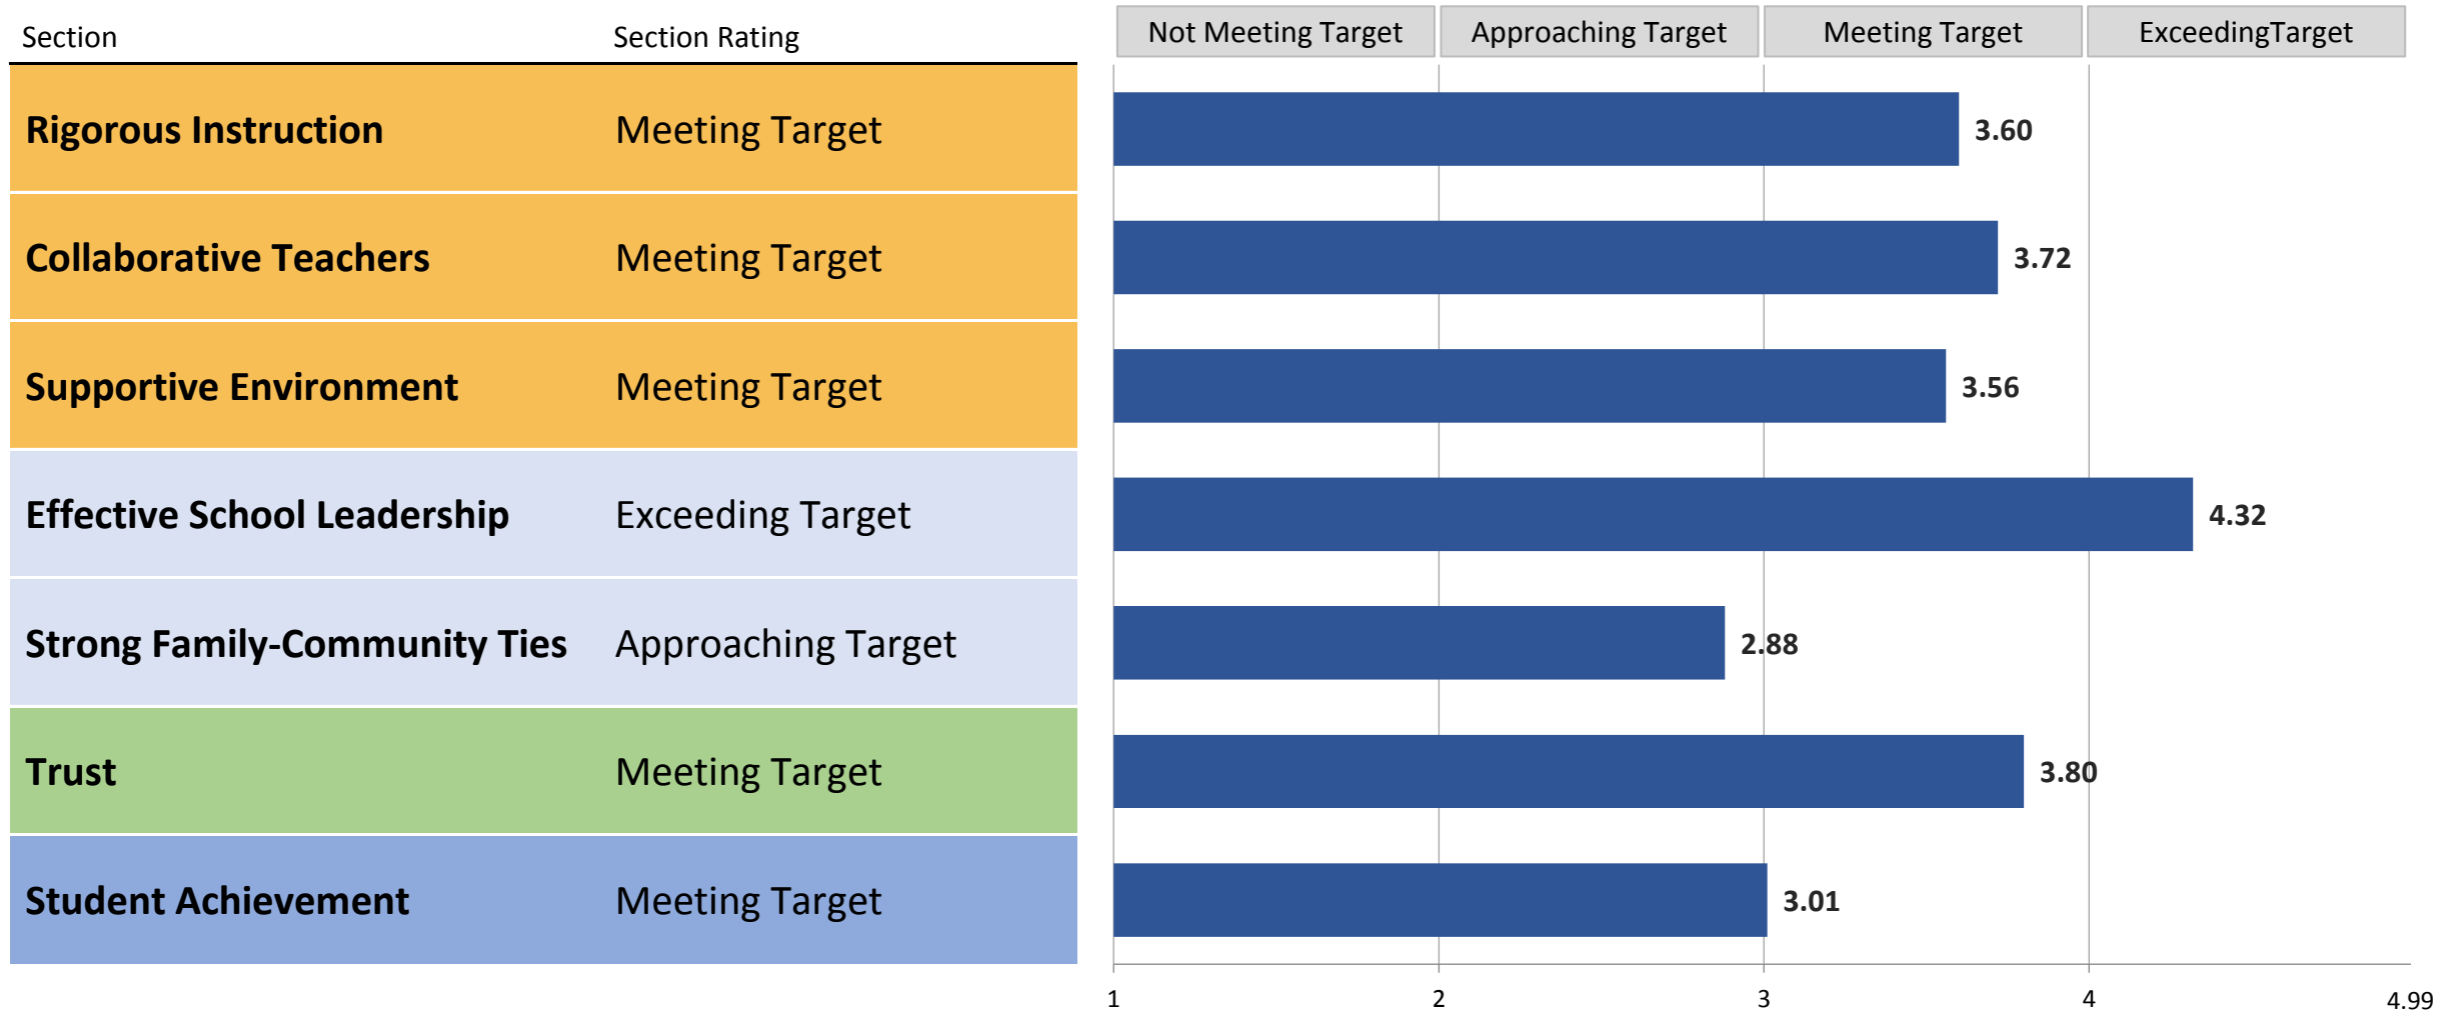 Section Section Rating Not Meeting Target Approaching Target Meeting Target ExceedingTarget
Rigorous Instruction Meeting Target 3.60
Collaborative Teachers Meeting Target 3.72
Supportive Environment Meeting Target 3.56
Effective School Leadership Exceeding Target 4.32
Strong Family-Community Ties Approaching Target 2.88
Trust Meeting Target 3.80
Student Achievement Meeting Target 3.01
1 2 3 4 4.99